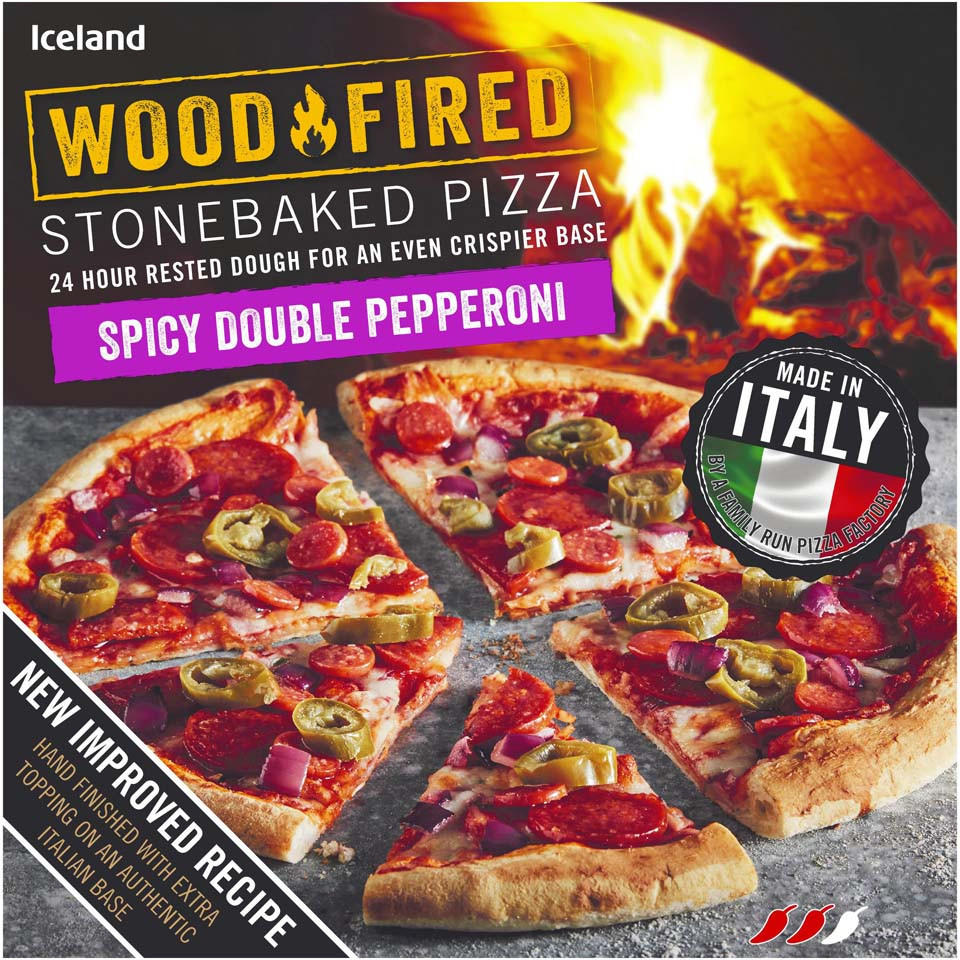 Iceland
WOOD FIRED
STONEBAKED PIZZA
24 HOUR RESTED DOUGH FOR AN EVEN CRISPIER BASE
SPICY DOUBLE PEPPERONI
MADE IN
ITALY
BY A FAMILY RUN PIZZA FACTORY
NEW IMPROVED RECIPE
HAND FINISHED WITH EXTRA
TOPPING ON AN AUTHENTIC
ITALIAN BASE